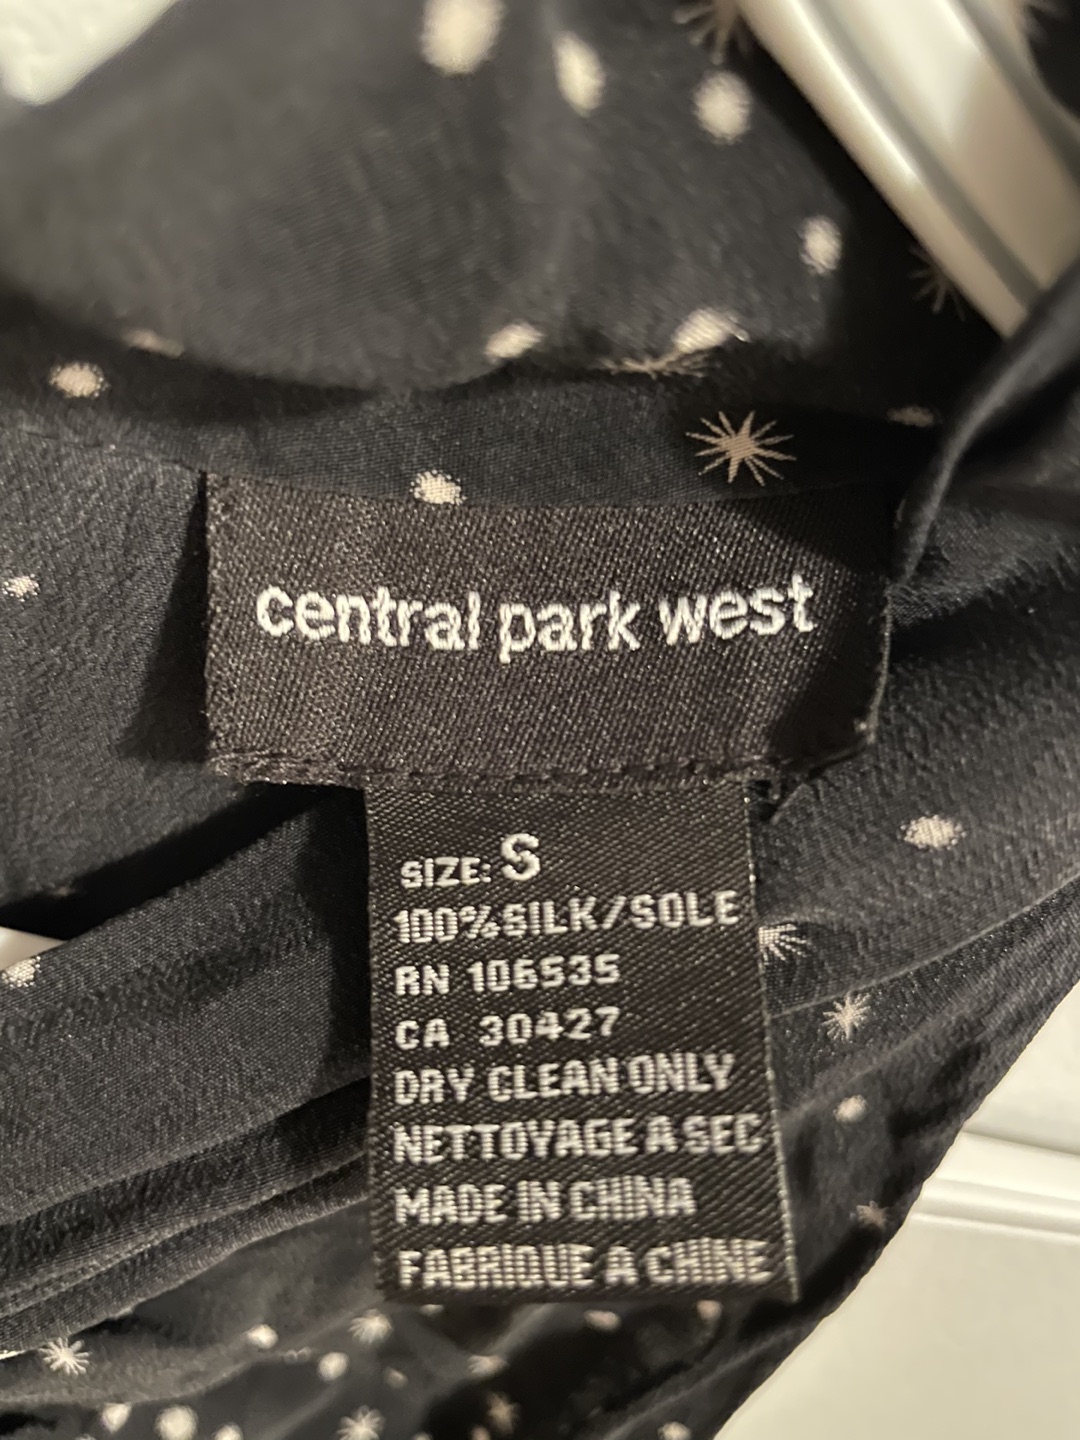 central park west
SIZE: S
100% SILK/SOLE
RN 106535
CA 30427
DRY CLEAN ONLY
NETTOYAGE A SEC
MADE IN CHINA
FABRIQUE A CHINE